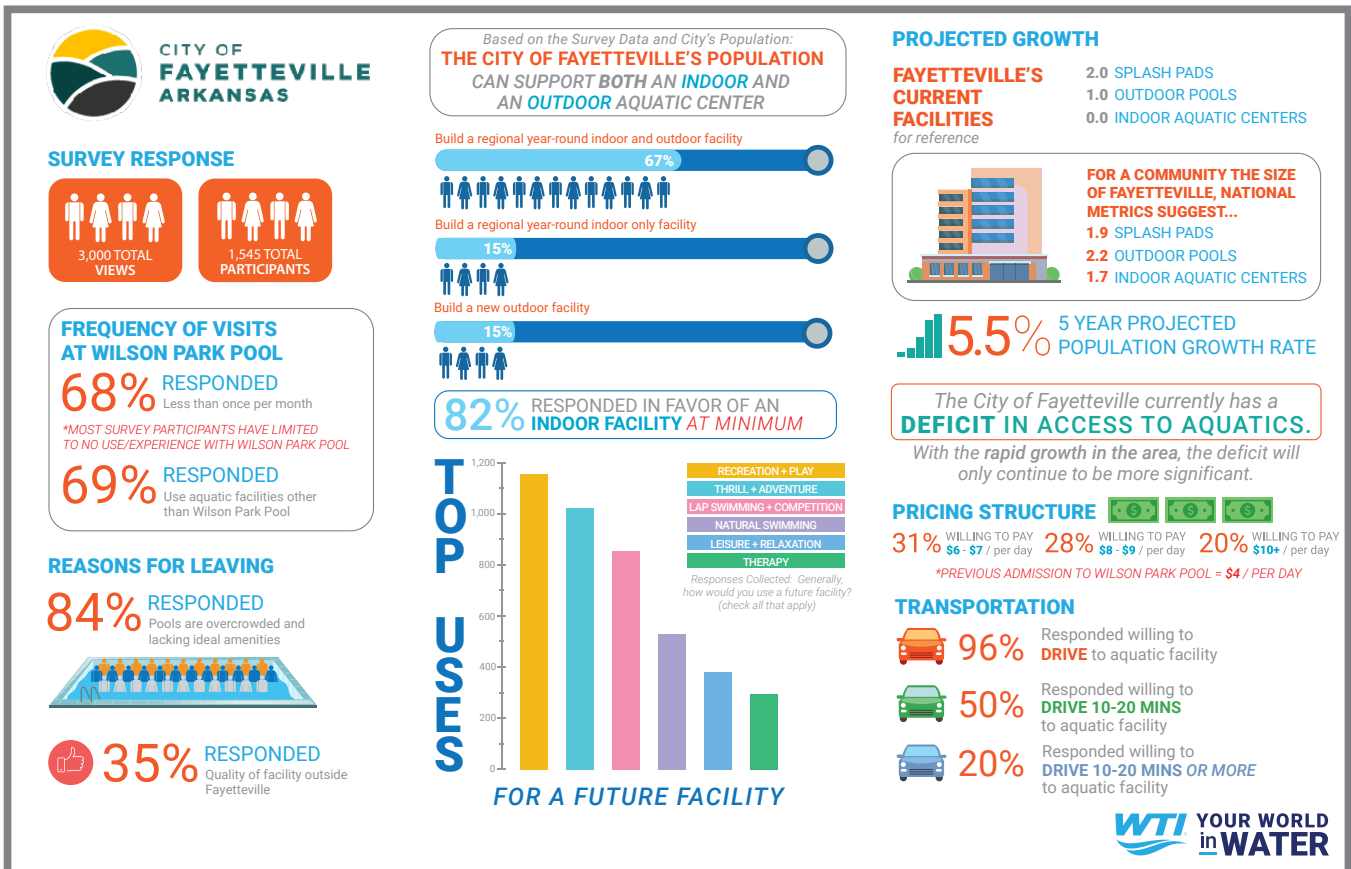 CITY OF
FAYETTEVILLE
ARKANSAS
SURVEY RESPONSE
3,000 TOTAL
VIEWS
1,545 TOTAL
PARTICIPANTS
FREQUENCY OF VISITS
AT WILSON PARK POOL
68% RESPONDED
Less than once per month
*MOST SURVEY PARTICIPANTS HAVE LIMITED
TO NO USE/EXPERIENCE WITH WILSON PARK POOL
69% RESPONDED
Use aquatic facilities other
than Wilson Park Pool
REASONS FOR LEAVING
84% RESPONDED
Pools are overcrowded and
lacking ideal amenities
35% RESPONDED
Quality of facility outside
Fayetteville
Based on the Survey Data and City's Population:
THE CITY OF FAYETTEVILLE'S POPULATION
CAN SUPPORT BOTH AN INDOOR AND
AN OUTDOOR AQUATIC CENTER
Build a regional year-round indoor and outdoor facility
67%
Build a regional year-round indoor only facility
15%
Build a new outdoor facility
15%
82% RESPONDED IN FAVOR OF AN
INDOOR FACILITY AT MINIMUM
TOP USES
1,200
1,000
800
600
400
200
0
RECREATION + PLAY
THRILL + ADVENTURE
LAP SWIMMING + COMPETITION
NATURAL SWIMMING
LEISURE + RELAXATION
THERAPY
Responses Collected: Generally,
how would you use a future facility?
(check all that apply)
FOR A FUTURE FACILITY
PROJECTED GROWTH
FAYETTEVILLE'S
CURRENT
FACILITIES
for reference
2.0 SPLASH PADS
1.0 OUTDOOR POOLS
0.0 INDOOR AQUATIC CENTERS
FOR A COMMUNITY THE SIZE
OF FAYETTEVILLE, NATIONAL
METRICS SUGGEST...
1.9 SPLASH PADS
2.2 OUTDOOR POOLS
1.7 INDOOR AQUATIC CENTERS
5.5% 5 YEAR PROJECTED
POPULATION GROWTH RATE
The City of Fayetteville currently has a
DEFICIT IN ACCESS TO AQUATICS.
With the rapid growth in the area, the deficit will
only continue to be more significant.
PRICING STRUCTURE
31% WILLING TO PAY
$6 - $7 / per day
28% WILLING TO PAY
$8 - $9 / per day
20% WILLING TO PAY
$10+ / per day
*PREVIOUS ADMISSION TO WILSON PARK POOL = $4 / PER DAY
TRANSPORTATION
96% Responded willing to
DRIVE to aquatic facility
50% Responded willing to
DRIVE 10-20 MINS
to aquatic facility
20% Responded willing to
DRIVE 10-20 MINS OR MORE
to aquatic facility
WTI YOUR WORLD
in WATER